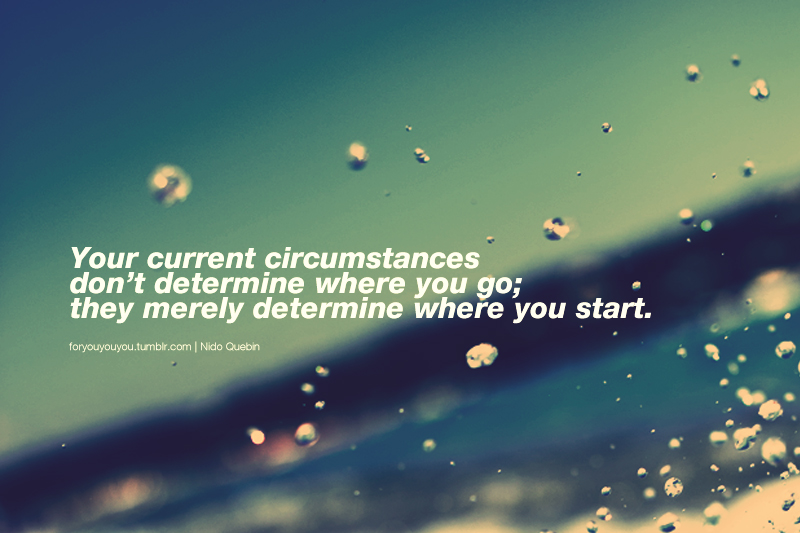 Your current circumstances
don’t determine where you go;
they merely determine where you start.
foryouyouyou.tumblr.com | Nido Quebin